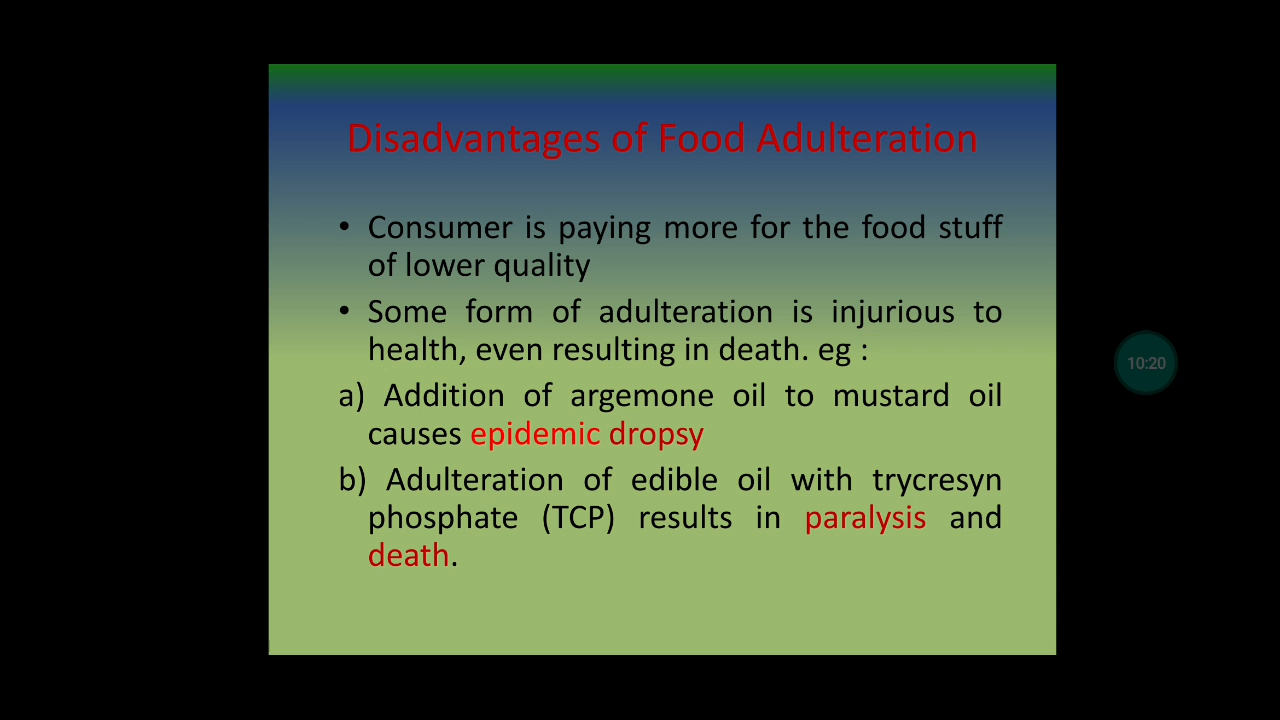 Disadvantages of Food Adulteration
• Consumer is paying more for the food stuff
of lower quality
• Some form of adulteration is injurious to
health, even resulting in death. eg :
a) Addition of argemone oil to mustard oil
causes epidemic dropsy
b) Adulteration of edible oil with trycresyn
phosphate (TCP) results in paralysis and
death.
10:20